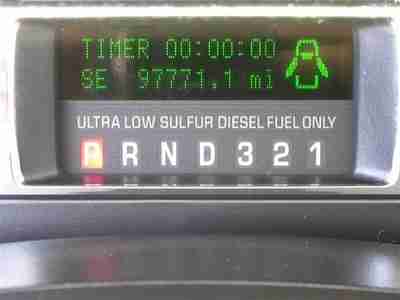 TIMER 00:00:00
SE 97771.1 mi
ULTRA LOW SULFUR DIESEL FUEL ONLY
P R N D 3 2 1